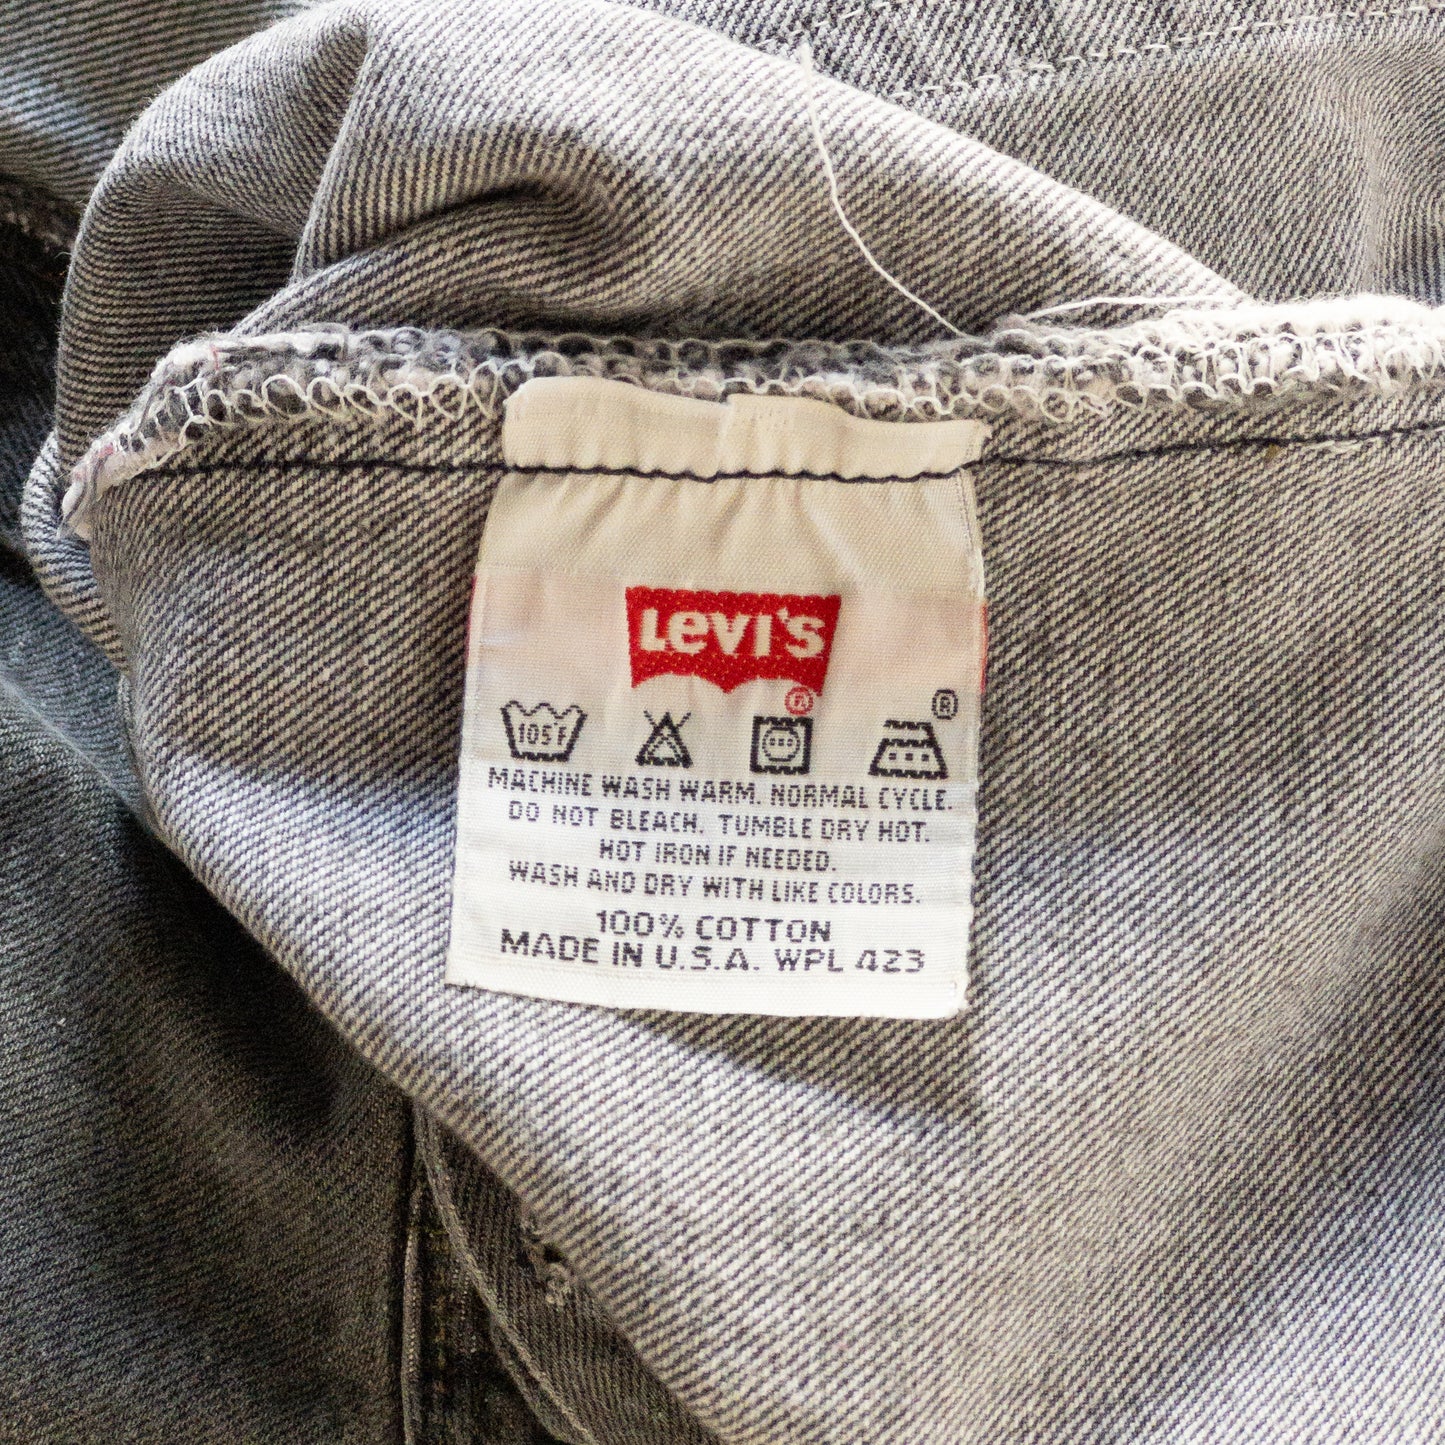 Levi's
®
®
105°F
MACHINE WASH WARM. NORMAL CYCLE.
DO NOT BLEACH. TUMBLE DRY HOT.
HOT IRON IF NEEDED.
WASH AND DRY WITH LIKE COLORS.
100% COTTON
MADE IN U.S.A. WPL 423